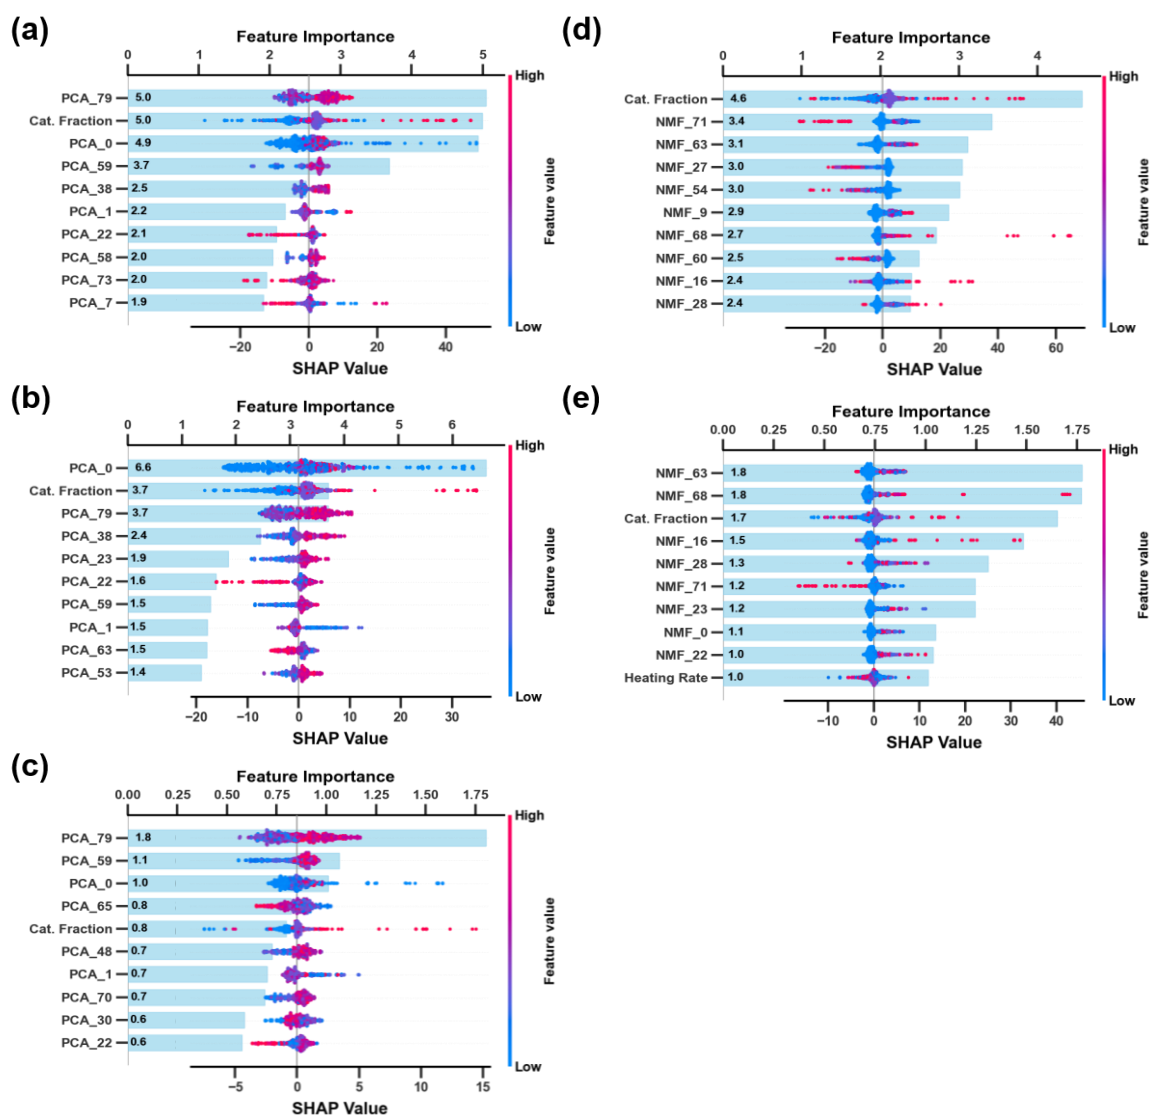 (a)
Feature Importance
0 1 2 3 4 5
High
PCA_79 5.0
Cat. Fraction 5.0
PCA_0 4.9
PCA_59 3.7
PCA_38 2.5
PCA_1 2.2
PCA_22 2.1
PCA_58 2.0
PCA_73 2.0
PCA_7 1.9
Feature value
Low
−20 0 20 40
SHAP Value
(d)
Feature Importance
0 1 2 3 4
High
Cat. Fraction 4.6
NMF_71 3.4
NMF_63 3.1
NMF_27 3.0
NMF_54 3.0
NMF_9 2.9
NMF_68 2.7
NMF_60 2.5
NMF_16 2.4
NMF_28 2.4
Feature value
Low
−20 0 20 40 60
SHAP Value
(b)
Feature Importance
0 1 2 3 4 5 6
High
PCA_0 6.6
Cat. Fraction 3.7
PCA_79 3.7
PCA_38 2.4
PCA_23 1.9
PCA_22 1.6
PCA_59 1.5
PCA_1 1.5
PCA_63 1.5
PCA_53 1.4
Feature value
Low
−20 −10 0 10 20 30
SHAP Value
(e)
Feature Importance
0.00 0.25 0.50 0.75 1.00 1.25 1.50 1.75
High
NMF_63 1.8
NMF_68 1.8
Cat. Fraction 1.7
NMF_16 1.5
NMF_28 1.3
NMF_71 1.2
NMF_23 1.2
NMF_0 1.1
NMF_22 1.0
Heating Rate 1.0
Feature value
Low
−10 0 10 20 30 40
SHAP Value
(c)
Feature Importance
0.00 0.25 0.50 0.75 1.00 1.25 1.50 1.75
High
PCA_79 1.8
PCA_59 1.1
PCA_0 1.0
PCA_65 0.8
Cat. Fraction 0.8
PCA_48 0.7
PCA_1 0.7
PCA_70 0.7
PCA_30 0.6
PCA_22 0.6
Feature value
Low
−5 0 5 10 15
SHAP Value